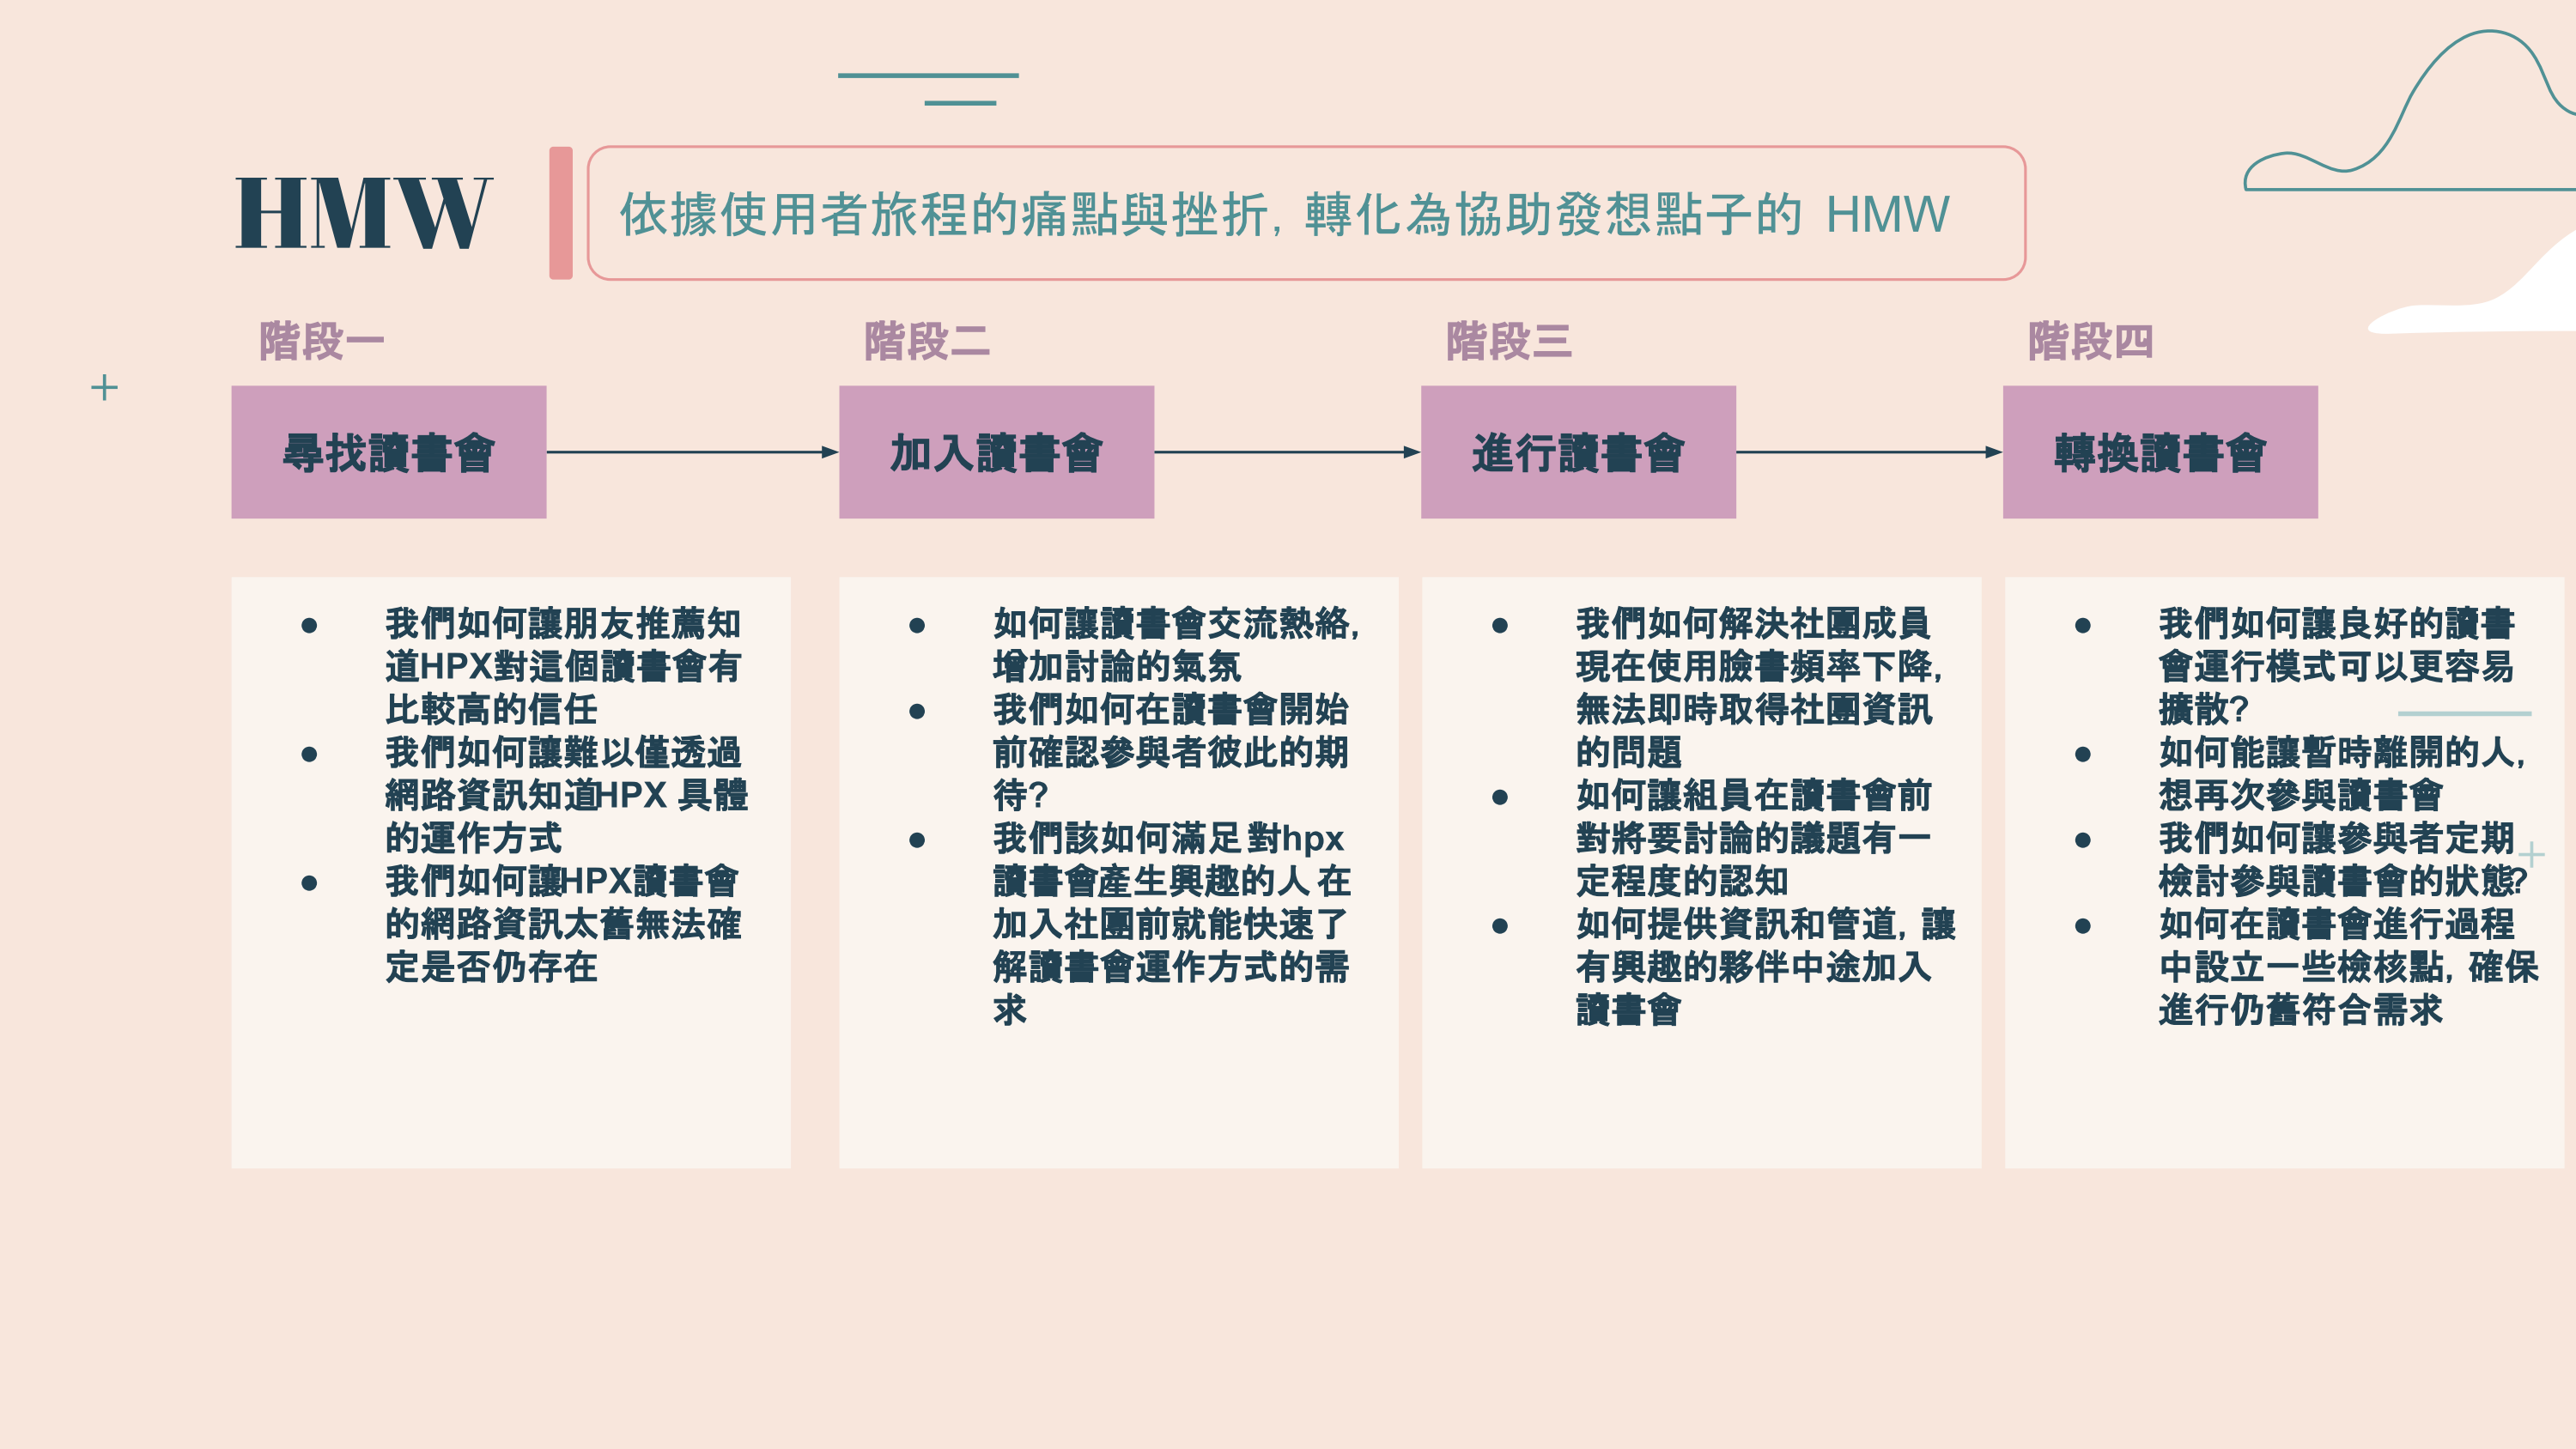 HMW
依據使用者旅程的痛點與挫折，轉化為協助發想點子的 HMW
階段一
尋找讀書會
階段二
加入讀書會
階段三
進行讀書會
階段四
轉換讀書會
● 我們如何讓朋友推薦知
道HPX對這個讀書會有
比較高的信任
● 我們如何讓難以僅透過
網路資訊知道HPX 具體
的運作方式
● 我們如何讓HPX讀書會
的網路資訊太舊無法確
定是否仍存在
● 如何讓讀書會交流熱絡，
增加討論的氣氛
● 我們如何在讀書會開始
前確認參與者彼此的期
待？
● 我們該如何滿足對hpx
讀書會產生興趣的人在
加入社團前就能快速了
解讀書會運作方式的需
求
● 我們如何解決社團成員
現在使用臉書頻率下降，
無法即時取得社團資訊
的問題
● 如何讓組員在讀書會前
對將要討論的議題有一
定程度的認知
● 如何提供資訊和管道，讓
有興趣的夥伴中途加入
讀書會
● 我們如何讓良好的讀書
會運行模式可以更容易
擴散？
● 如何能讓暫時離開的人，
想再次參與讀書會
● 我們如何讓參與者定期
檢討參與讀書會的狀態？
● 如何在讀書會進行過程
中設立一些檢核點，確保
進行仍舊符合需求